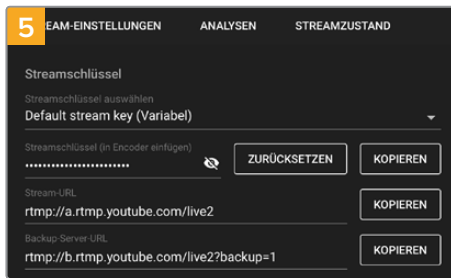 5
EAM-EINSTELLUNGEN ANALYSEN STREAMZUSTAND
Streamschlüssel
Streamschlüssel auswählen
Default stream key (Variabel)
Streamschlüssel (in Encoder einfügen)
••••••••••••••••••••••• ZURÜCKSETZEN KOPIEREN
Stream-URL
rtmp://a.rtmp.youtube.com/live2 KOPIEREN
Backup-Server-URL
rtmp://b.rtmp.youtube.com/live2?backup=1 KOPIEREN